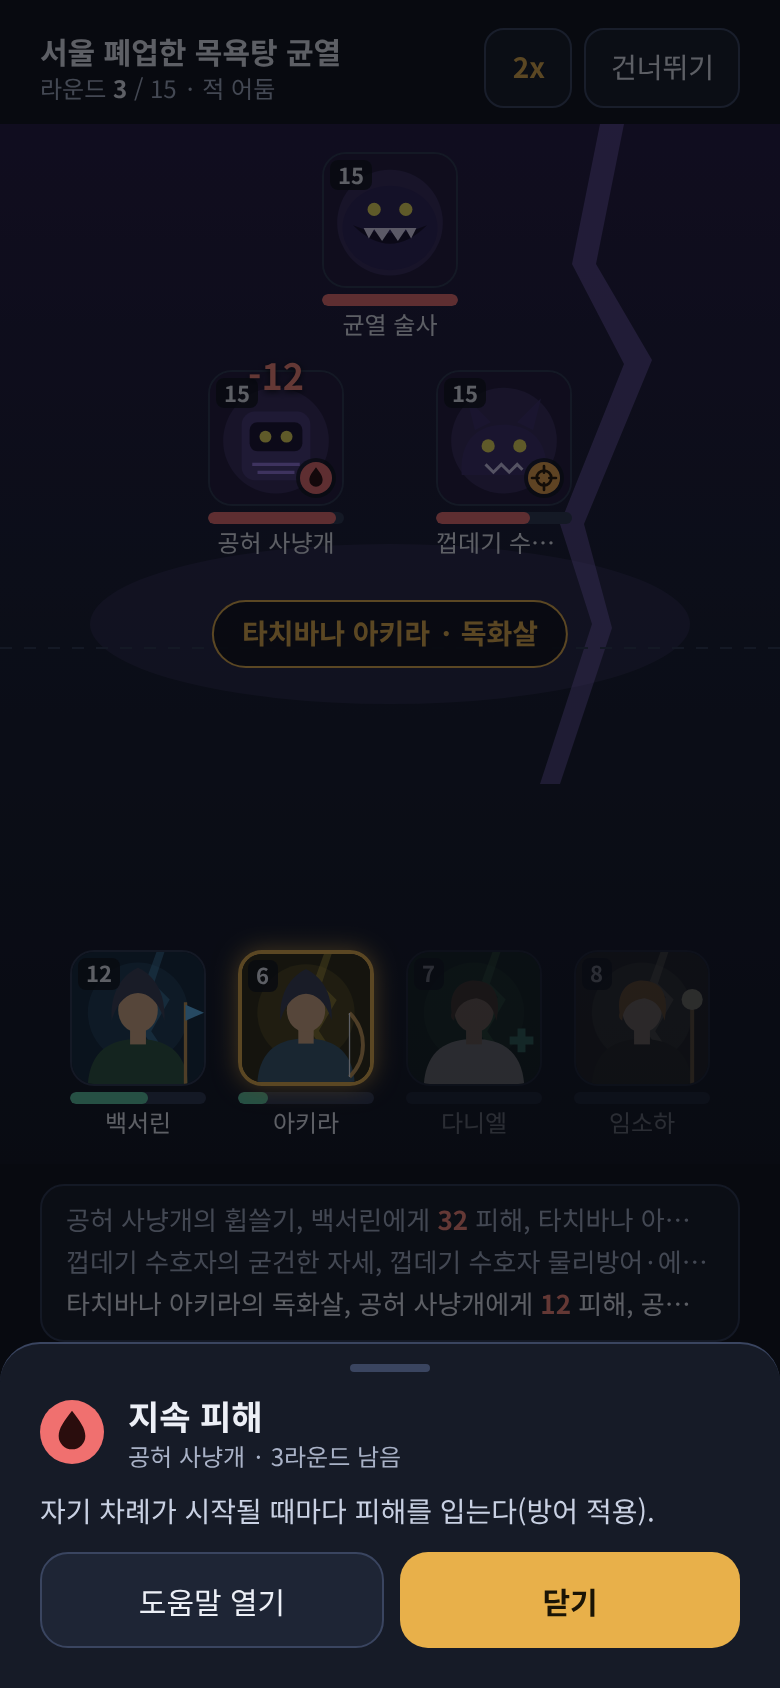 서울 폐업한 목욕탕 균열
라운드 3 / 15 · 적 어둠
2x
건너뛰기
15
균열 술사
-12
15
15
공허 사냥개
껍데기 수…
타치바나 아키라 · 독화살
12
6
7
8
백서린
아키라
다니엘
임소하
공허 사냥개의 휩쓸기, 백서린에게 32 피해, 타치바나 아…
껍데기 수호자의 굳건한 자세, 껍데기 수호자 물리방어·에…
타치바나 아키라의 독화살, 공허 사냥개에게 12 피해, 공…
지속 피해
공허 사냥개 · 3라운드 남음
자기 차례가 시작될 때마다 피해를 입는다(방어 적용).
도움말 열기
닫기